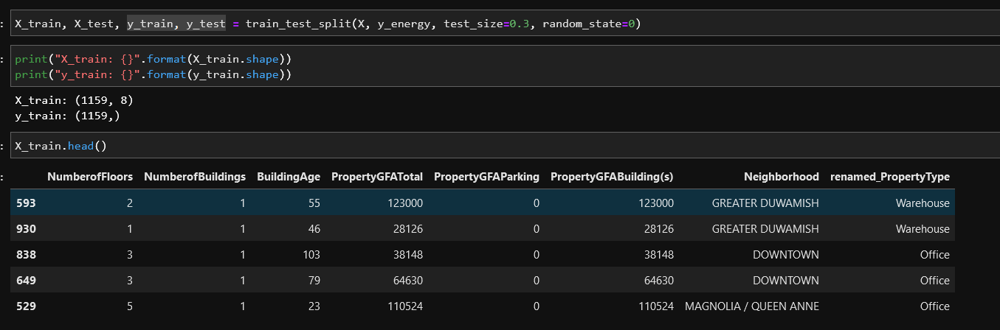 : X_train, X_test, y_train, y_test = train_test_split(X, y_energy, test_size=0.3, random_state=0)
: print("X_train: {}".format(X_train.shape))
print("y_train: {}".format(y_train.shape))
X_train: (1159, 8)
y_train: (1159,)
: X_train.head()
: NumberofFloors NumberofBuildings BuildingAge PropertyGFATotal PropertyGFAParking PropertyGFABuilding(s) Neighborhood renamed_PropertyType
593 2 1 55 123000 0 123000 GREATER DUWAMISH Warehouse
930 1 1 46 28126 0 28126 GREATER DUWAMISH Warehouse
838 3 1 103 38148 0 38148 DOWNTOWN Office
649 3 1 79 64630 0 64630 DOWNTOWN Office
529 5 1 23 110524 0 110524 MAGNOLIA / QUEEN ANNE Office